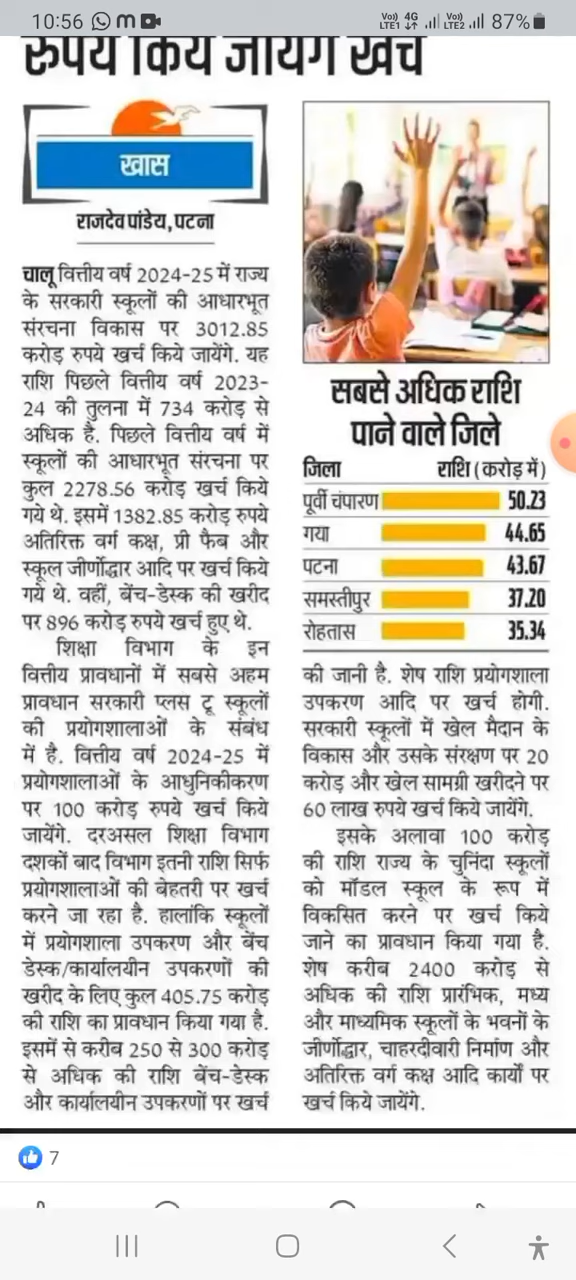 10:56
87%
रुपये किये जायेंगे खर्च
खास
राजदेव पांडेय, पटना
चालू वित्तीय वर्ष 2024-25 में राज्य
के सरकारी स्कूलों की आधारभूत
संरचना विकास पर 3012.85
करोड़ रुपये खर्च किये जायेंगे. यह
राशि पिछले वित्तीय वर्ष 2023-
24 की तुलना में 734 करोड़ से
अधिक है. पिछले वित्तीय वर्ष में
स्कूलों की आधारभूत संरचना पर
कुल 2278.56 करोड़ खर्च किये
गये थे. इसमें 1382.85 करोड़ रुपये
अतिरिक्त वर्ग कक्ष, प्री फैब और
स्कूल जीर्णोद्धार आदि पर खर्च किये
गये थे. वहीं, बेंच-डेस्क की खरीद
पर 896 करोड़ रुपये खर्च हुए थे.
शिक्षा विभाग के इन
वित्तीय प्रावधानों में सबसे अहम
प्रावधान सरकारी प्लस टू स्कूलों
की प्रयोगशालाओं के संबंध
में है. वित्तीय वर्ष 2024-25 में
प्रयोगशालाओं के आधुनिकीकरण
पर 100 करोड़ रुपये खर्च किये
जायेंगे. दरअसल शिक्षा विभाग
दशकों बाद विभाग इतनी राशि सिर्फ
प्रयोगशालाओं की बेहतरी पर खर्च
करने जा रहा है. हालांकि स्कूलों
में प्रयोगशाला उपकरण और बेंच
डेस्क/कार्यालयीन उपकरणों की
खरीद के लिए कुल 405.75 करोड़
की राशि का प्रावधान किया गया है.
इसमें से करीब 250 से 300 करोड़
से अधिक की राशि बेंच-डेस्क
और कार्यालयीन उपकरणों पर खर्च
सबसे अधिक राशि
पाने वाले जिले
जिला राशि (करोड़ में)
पूर्वी चंपारण 50.23
गया 44.65
पटना 43.67
समस्तीपुर 37.20
रोहतास 35.34
की जानी है. शेष राशि प्रयोगशाला
उपकरण आदि पर खर्च होगी.
सरकारी स्कूलों में खेल मैदान के
विकास और उसके संरक्षण पर 20
करोड़ और खेल सामग्री खरीदने पर
60 लाख रुपये खर्च किये जायेंगे.
इसके अलावा 100 करोड़
की राशि राज्य के चुनिंदा स्कूलों
को मॉडल स्कूल के रूप में
विकसित करने पर खर्च किये
जाने का प्रावधान किया गया है.
शेष करीब 2400 करोड़ से
अधिक की राशि प्रारंभिक, मध्य
और माध्यमिक स्कूलों के भवनों के
जीर्णोद्धार, चाहरदीवारी निर्माण और
अतिरिक्त वर्ग कक्ष आदि कार्यों पर
खर्च किये जायेंगे.
7